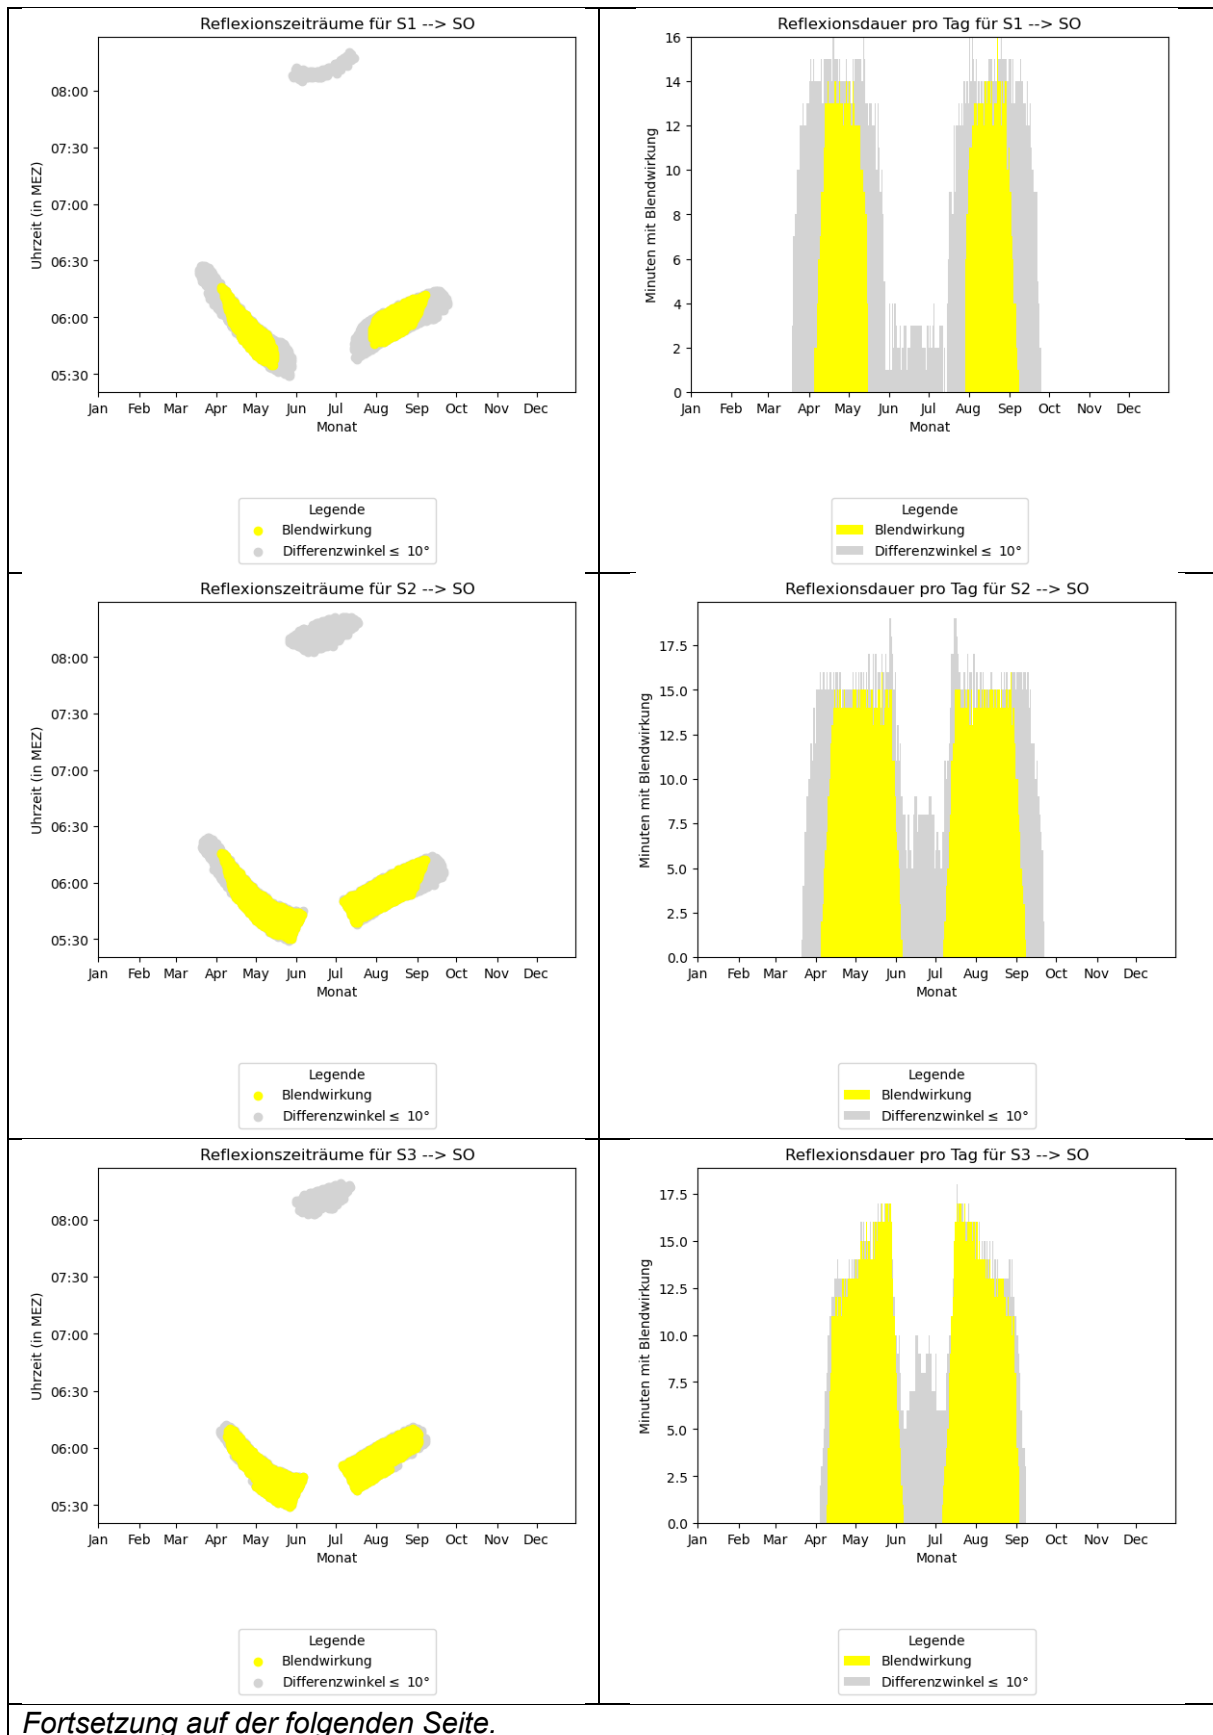 Reflexionszeiträume für S1 --> SO
Uhrzeit (in MEZ)
08:00
07:30
07:00
06:30
06:00
05:30
Jan Feb Mar Apr May Jun Jul Aug Sep Oct Nov Dec
Monat
Legende
Blendwirkung
Differenzwinkel ≤ 10°
Reflexionsdauer pro Tag für S1 --> SO
Minuten mit Blendwirkung
16
14
12
10
8
6
4
2
0
Jan Feb Mar Apr May Jun Jul Aug Sep Oct Nov Dec
Monat
Legende
Blendwirkung
Differenzwinkel ≤ 10°
Reflexionszeiträume für S2 --> SO
Uhrzeit (in MEZ)
08:00
07:30
07:00
06:30
06:00
05:30
Jan Feb Mar Apr May Jun Jul Aug Sep Oct Nov Dec
Monat
Legende
Blendwirkung
Differenzwinkel ≤ 10°
Reflexionsdauer pro Tag für S2 --> SO
Minuten mit Blendwirkung
17.5
15.0
12.5
10.0
7.5
5.0
2.5
0.0
Jan Feb Mar Apr May Jun Jul Aug Sep Oct Nov Dec
Monat
Legende
Blendwirkung
Differenzwinkel ≤ 10°
Reflexionszeiträume für S3 --> SO
Uhrzeit (in MEZ)
08:00
07:30
07:00
06:30
06:00
05:30
Jan Feb Mar Apr May Jun Jul Aug Sep Oct Nov Dec
Monat
Legende
Blendwirkung
Differenzwinkel ≤ 10°
Reflexionsdauer pro Tag für S3 --> SO
Minuten mit Blendwirkung
17.5
15.0
12.5
10.0
7.5
5.0
2.5
0.0
Jan Feb Mar Apr May Jun Jul Aug Sep Oct Nov Dec
Monat
Legende
Blendwirkung
Differenzwinkel ≤ 10°
Fortsetzung auf der folgenden Seite.